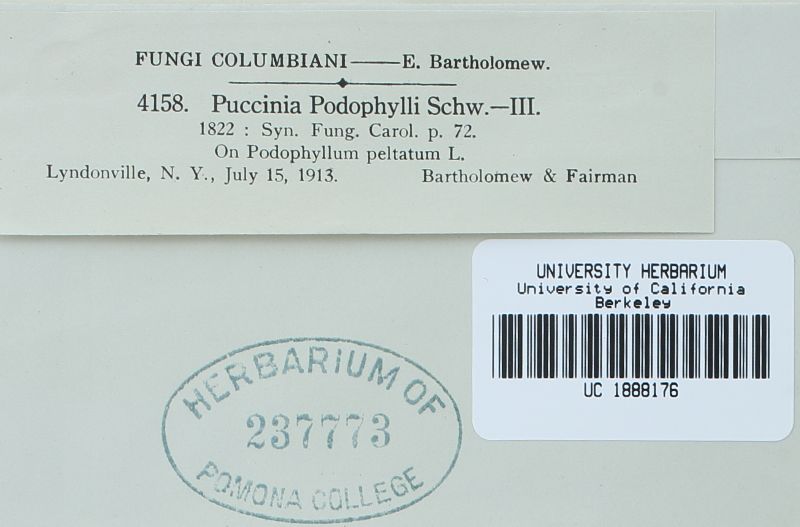 FUNGI COLUMBIANI——E. Bartholomew.
4158. Puccinia Podophylli Schw.—III.
1822 : Syn. Fung. Carol. p. 72.
On Podophyllum peltatum L.
Lyndonville, N. Y., July 15, 1913. Bartholomew & Fairman
UNIVERSITY HERBARIUM
University of California
Berkeley
UC 1888176
HERBARIUM OF
237773
POMONA COLLEGE